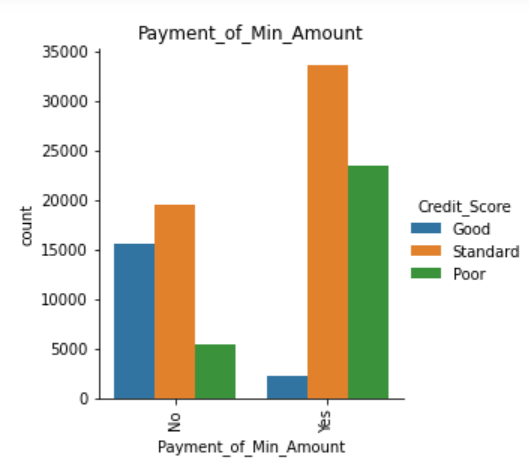 Payment_of_Min_Amount
35000
30000
25000
20000
15000
10000
5000
0
count
No
Yes
Payment_of_Min_Amount
Credit_Score
Good
Standard
Poor